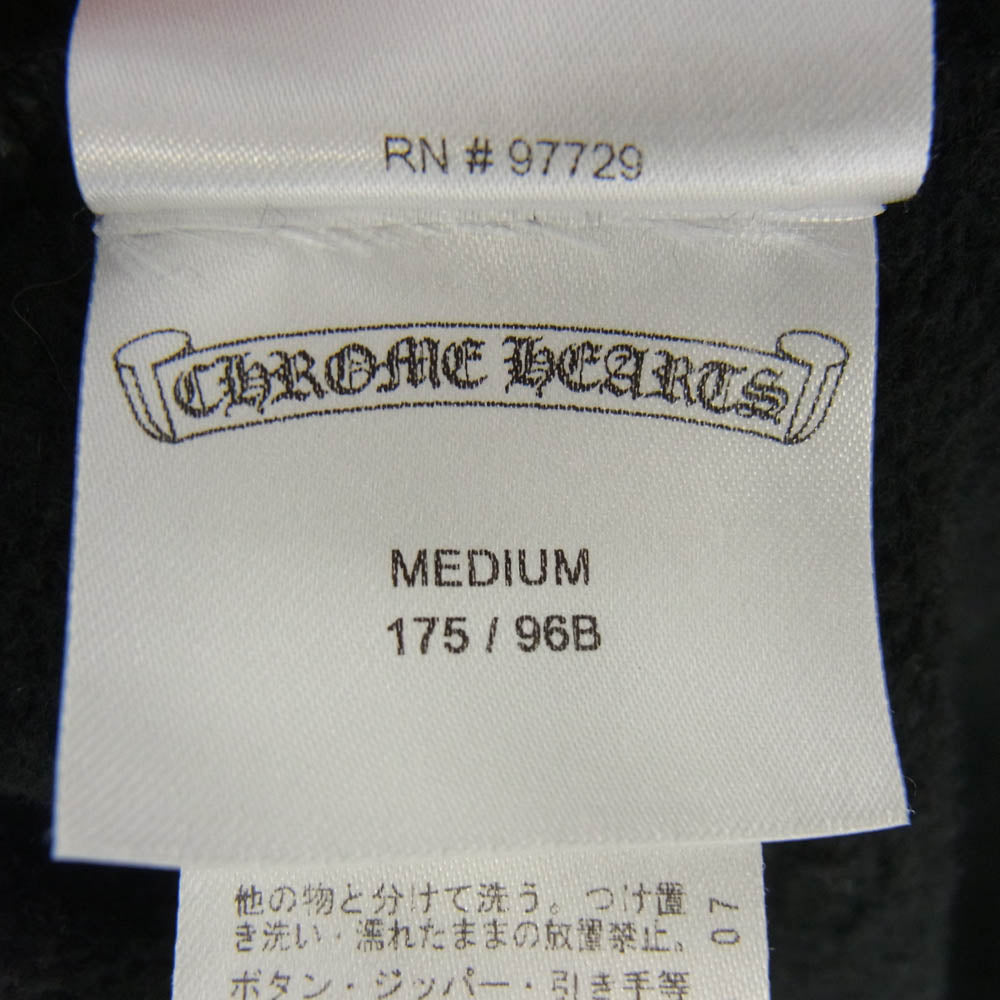 RN # 97729
CHROME HEARTS
MEDIUM
175 / 96B
他の物と分けて洗う。つけ置
き洗い・濡れたままの放置禁止。
ボタン・ジッパー・引き手等
07